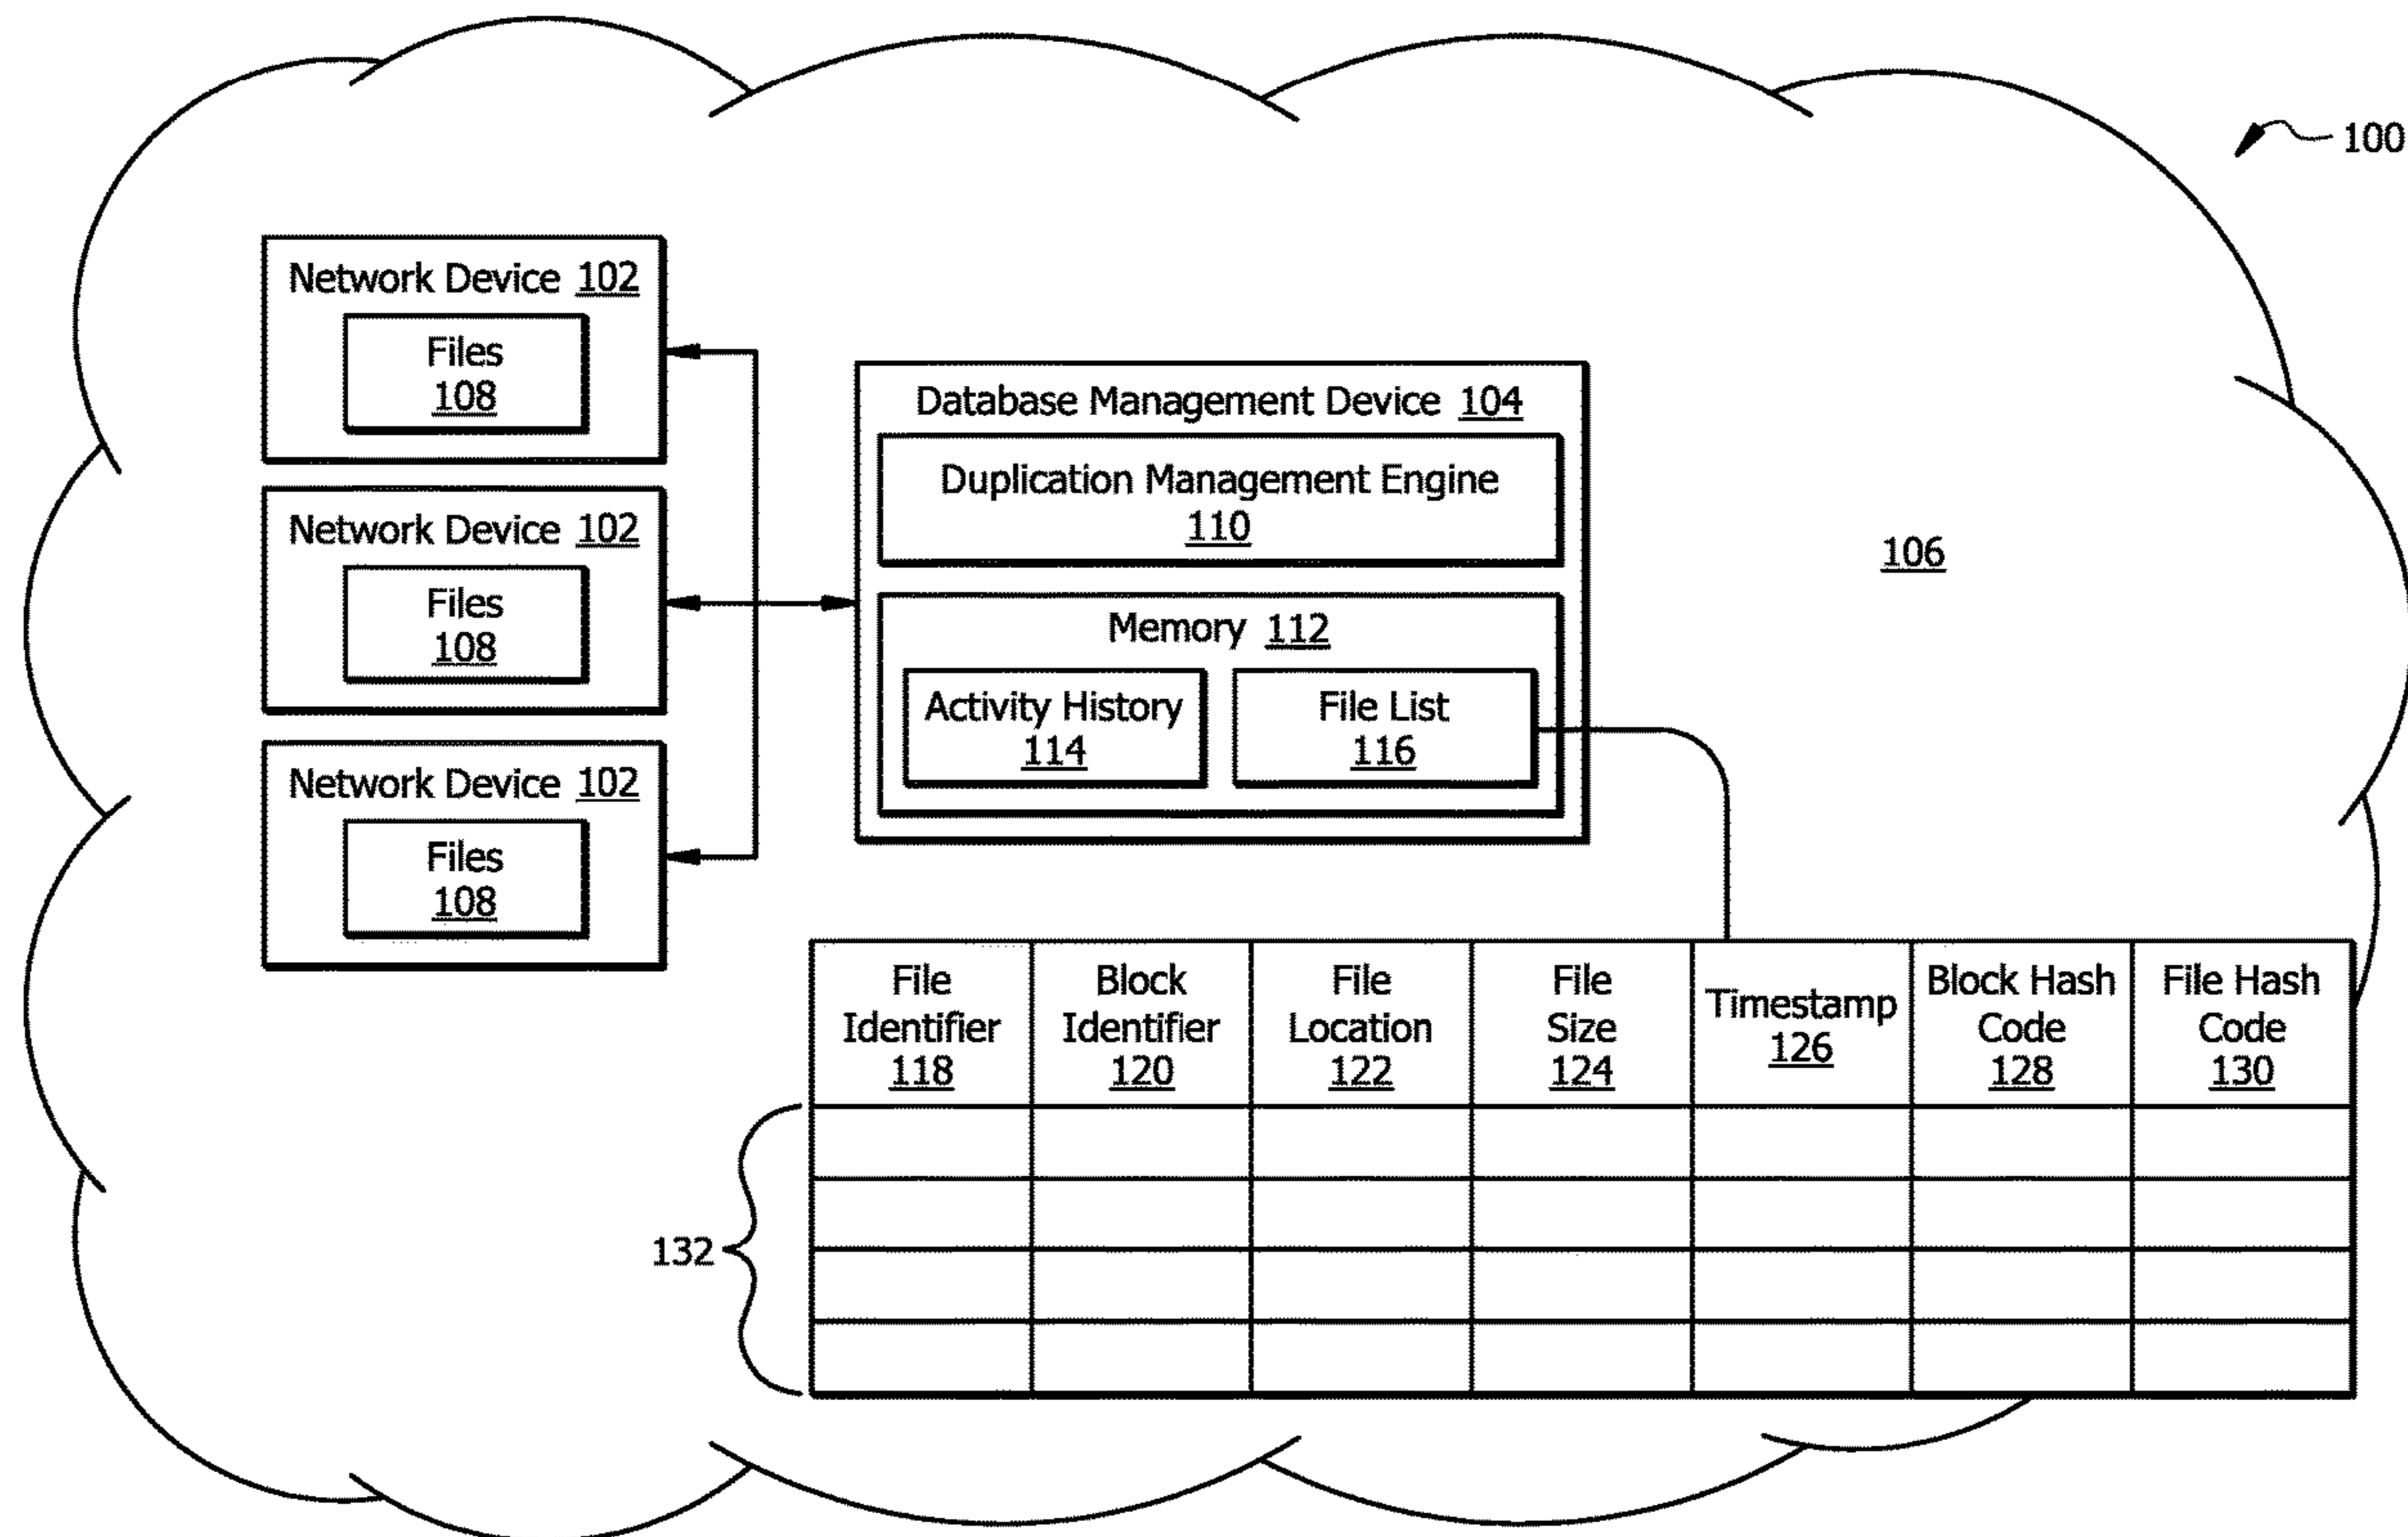 100
Network Device 102
Files
108
Network Device 102
Files
108
Network Device 102
Files
108
Database Management Device 104
Duplication Management Engine
110
Memory 112
Activity History
114
File List
116
106
File
Identifier
118
Block
Identifier
120
File
Location
122
File
Size
124
Timestamp
126
Block Hash
Code
128
File Hash
Code
130
132